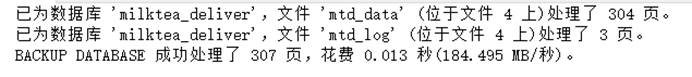 已为数据库 'milktea_deliver'，文件 'mtd_data' (位于文件 4 上)处理了 304 页。
已为数据库 'milktea_deliver'，文件 'mtd_log' (位于文件 4 上)处理了 3 页。
BACKUP DATABASE 成功处理了 307 页，花费 0.013 秒(184.495 MB/秒)。